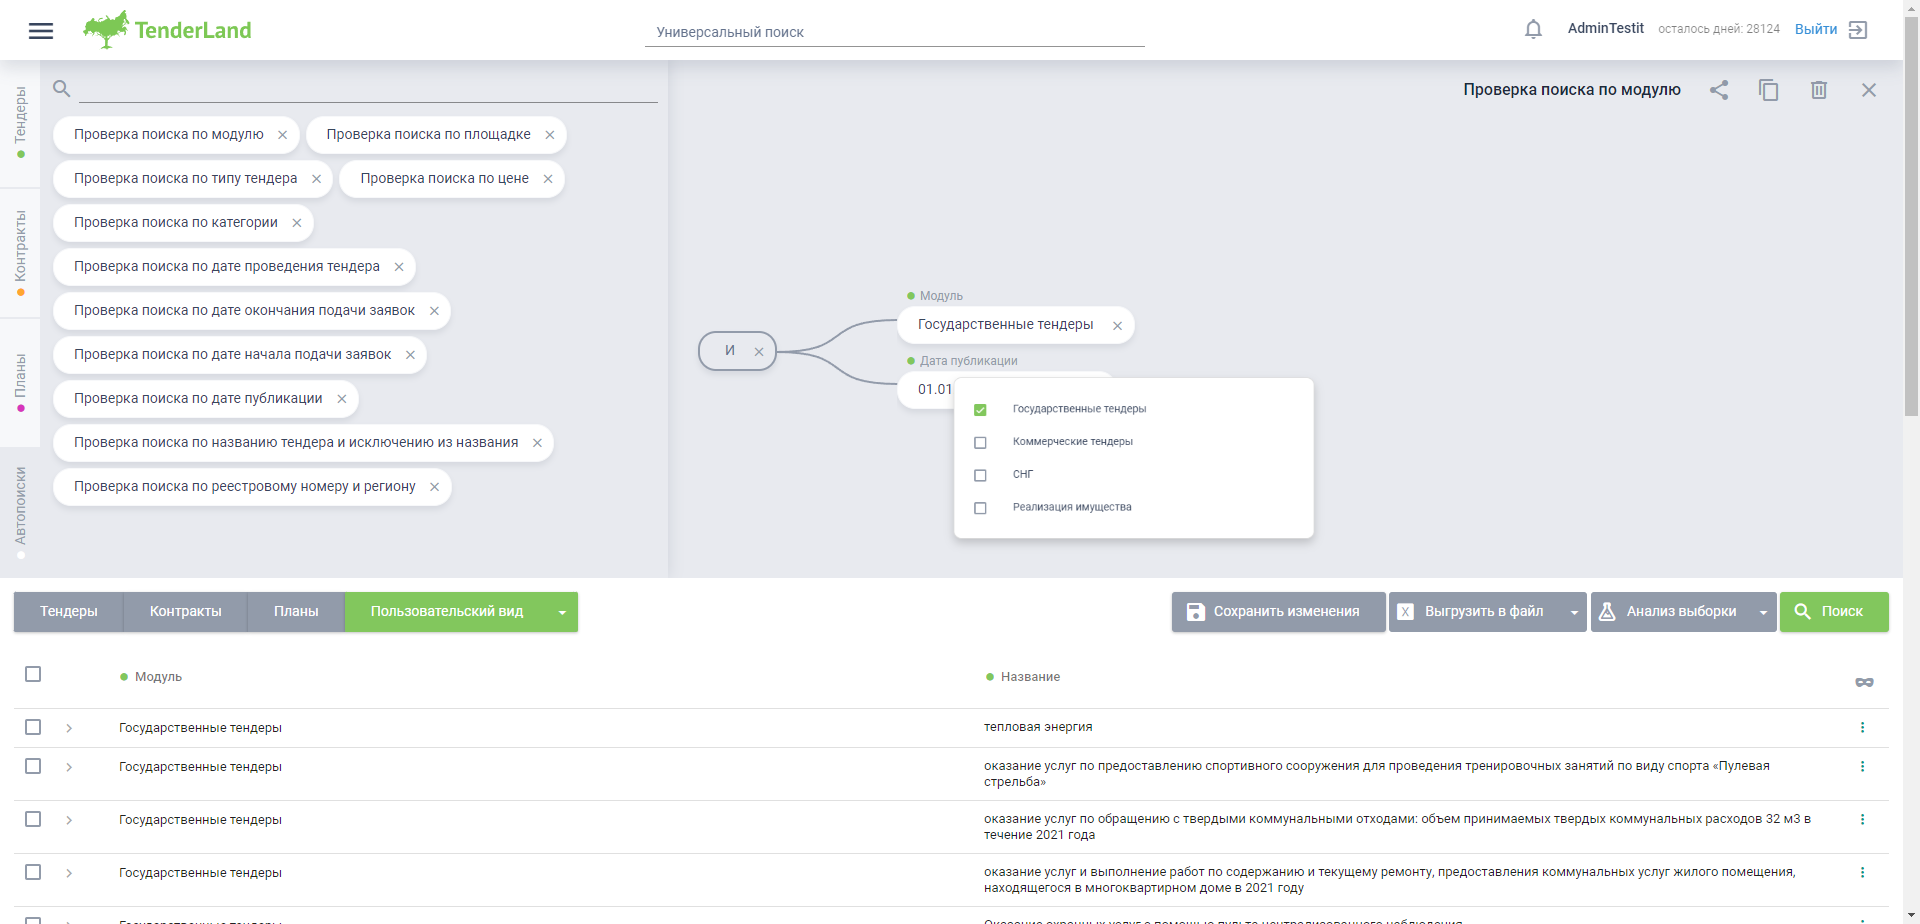 TenderLand
Универсальный поиск
AdminTestit
осталось дней: 28124
Выйти
Тендеры
Контракты
Планы
Автопоиски
Проверка поиска по модулю
Проверка поиска по площадке
Проверка поиска по типу тендера
Проверка поиска по цене
Проверка поиска по категории
Проверка поиска по дате проведения тендера
Проверка поиска по дате окончания подачи заявок
Проверка поиска по дате начала подачи заявок
Проверка поиска по дате публикации
Проверка поиска по названию тендера и исключению из названия
Проверка поиска по реестровому номеру и региону
Проверка поиска по модулю
И
Модуль
Государственные тендеры
Дата публикации
01.01
Государственные тендеры
Коммерческие тендеры
СНГ
Реализация имущества
Тендеры
Контракты
Планы
Пользовательский вид
Сохранить изменения
X
Выгрузить в файл
Анализ выборки
Поиск
Модуль
Название
Государственные тендеры
тепловая энергия
Государственные тендеры
оказание услуг по предоставлению спортивного сооружения для проведения тренировочных занятий по виду спорта «Пулевая
стрельба»
Государственные тендеры
оказание услуг по обращению с твердыми коммунальными отходами: объем принимаемых твердых коммунальных расходов 32 м3 в
течение 2021 года
Государственные тендеры
оказание услуг и выполнение работ по содержанию и текущему ремонту, предоставления коммунальных услуг жилого помещения,
находящегося в многоквартирном доме в 2021 году